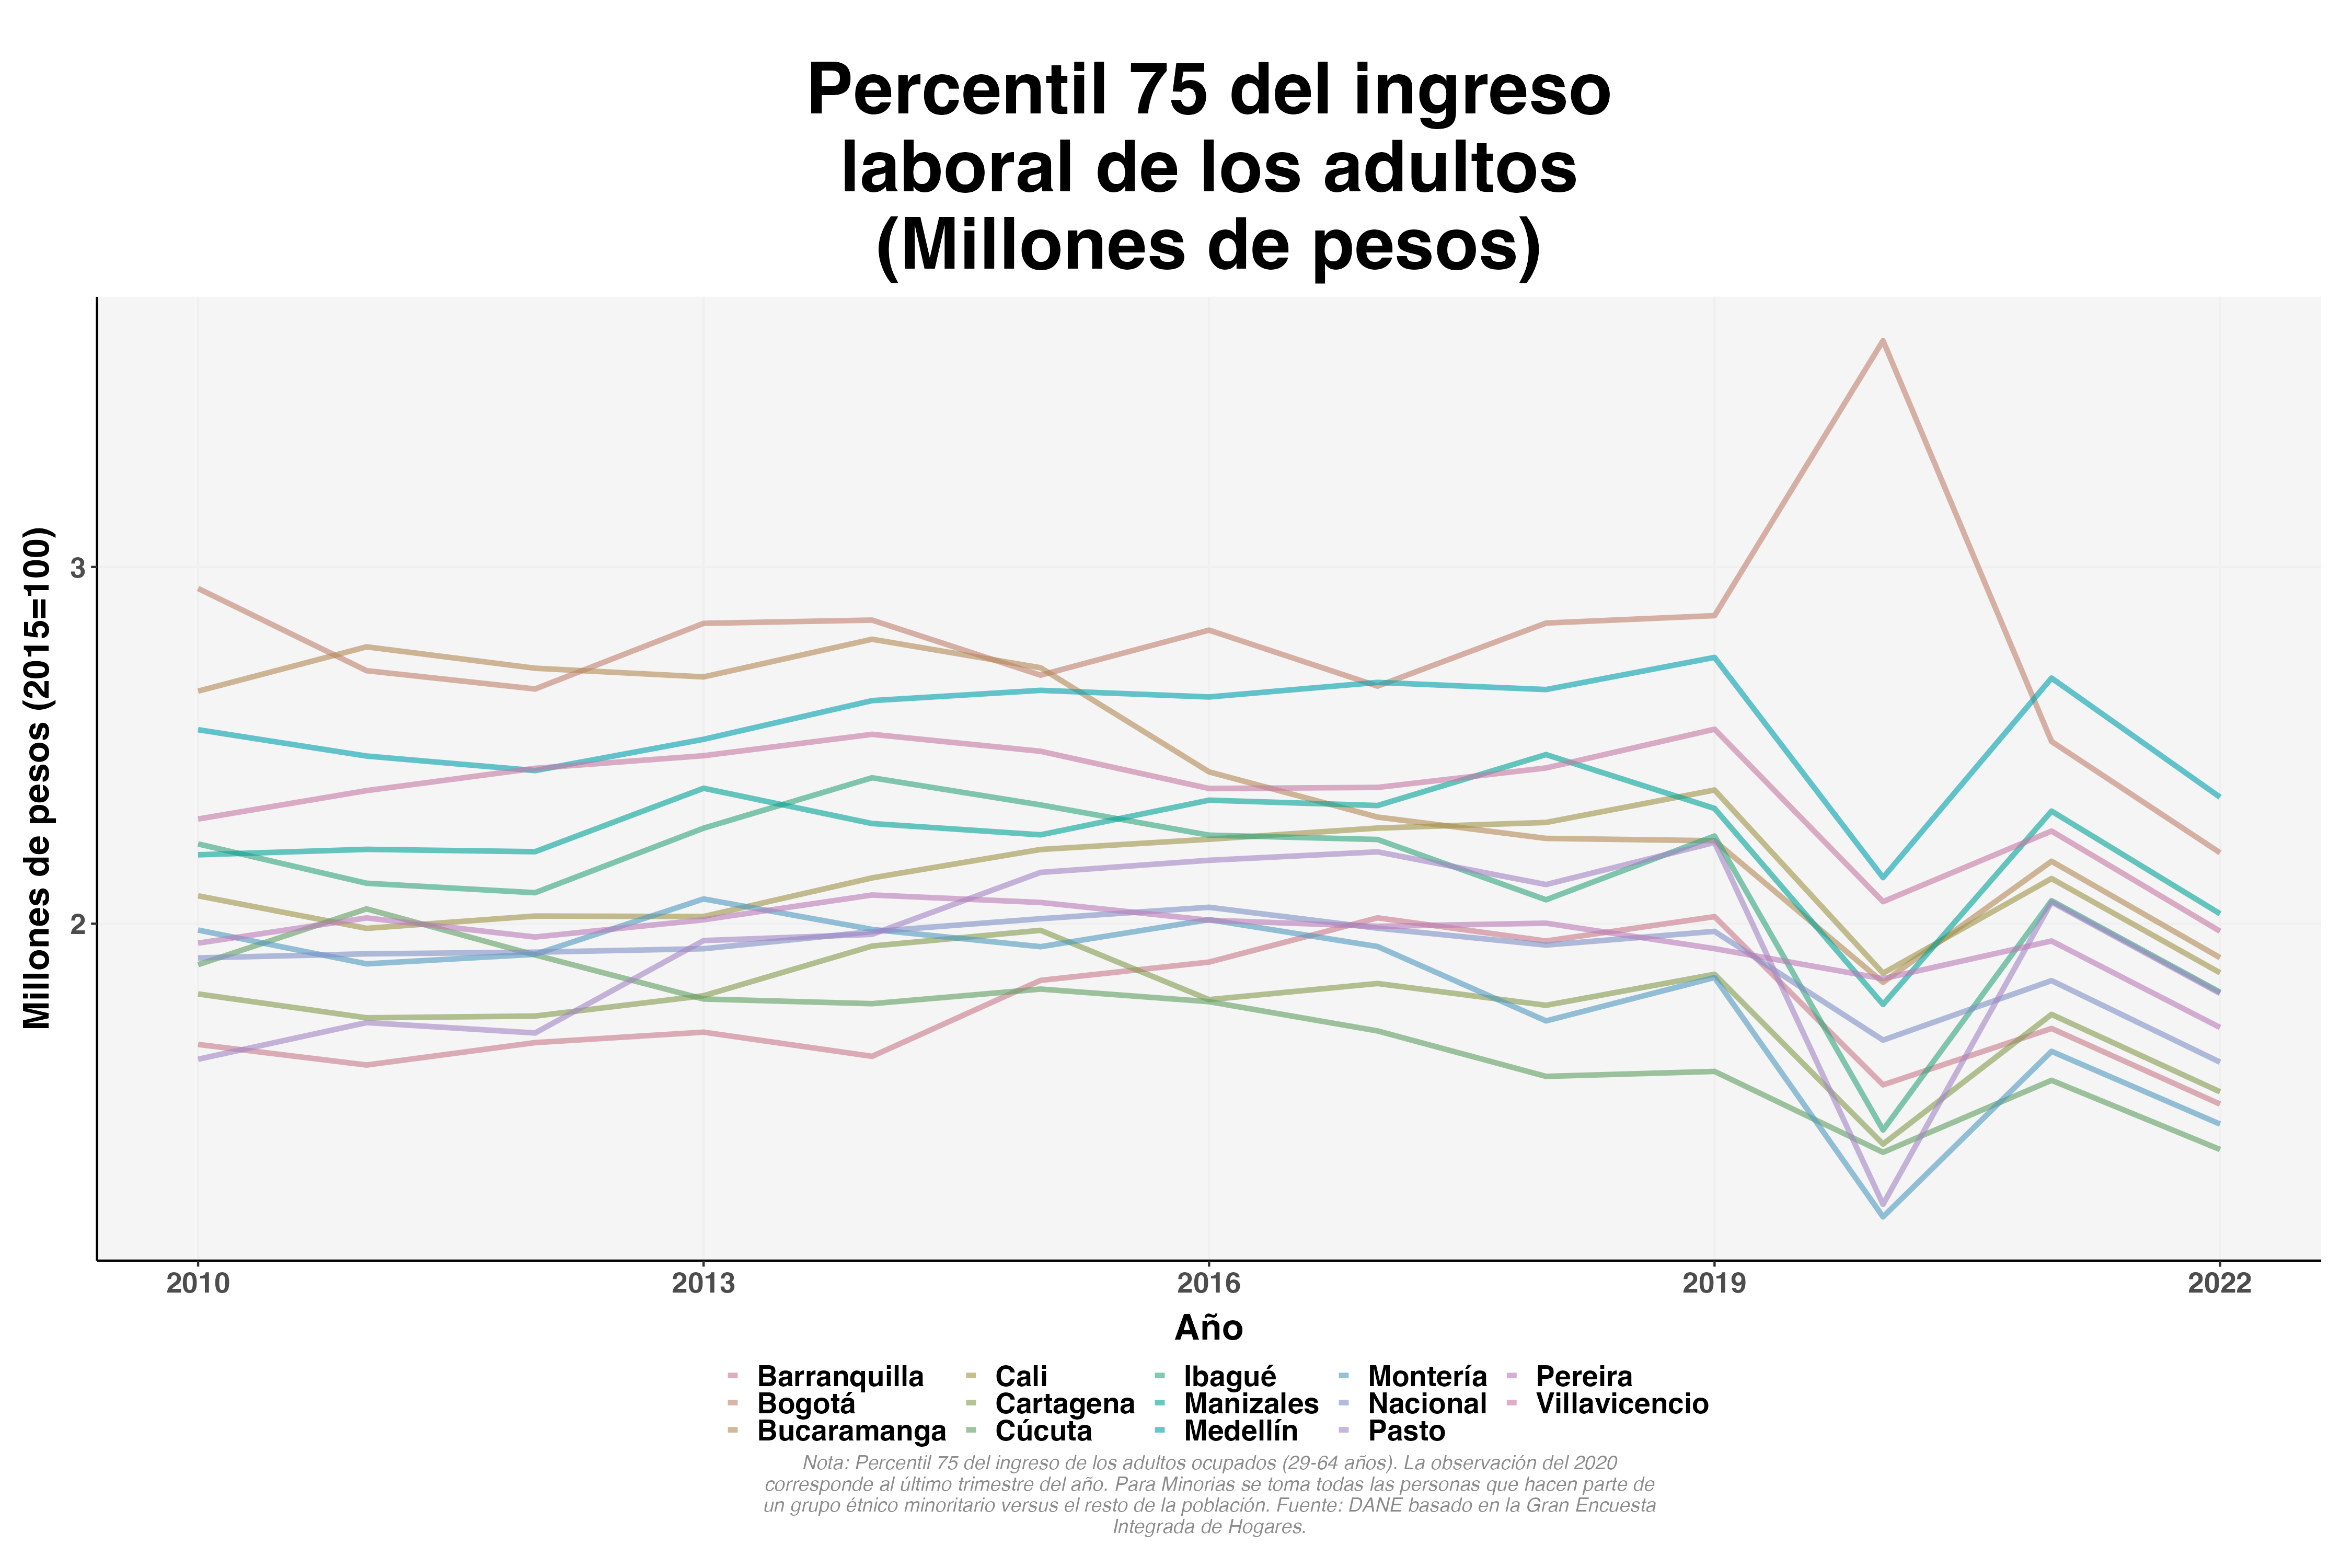 Percentil 75 del ingreso
laboral de los adultos
(Millones de pesos)
Millones de pesos (2015=100)
3
2
2010
2013
2016
2019
2022
Año
Barranquilla
Bogotá
Bucaramanga
Cali
Cartagena
Cúcuta
Ibagué
Manizales
Medellín
Montería
Nacional
Pasto
Pereira
Villavicencio
Nota: Percentil 75 del ingreso de los adultos ocupados (29-64 años). La observación del 2020
corresponde al último trimestre del año. Para Minorias se toma todas las personas que hacen parte de
un grupo étnico minoritario versus el resto de la población. Fuente: DANE basado en la Gran Encuesta
Integrada de Hogares.